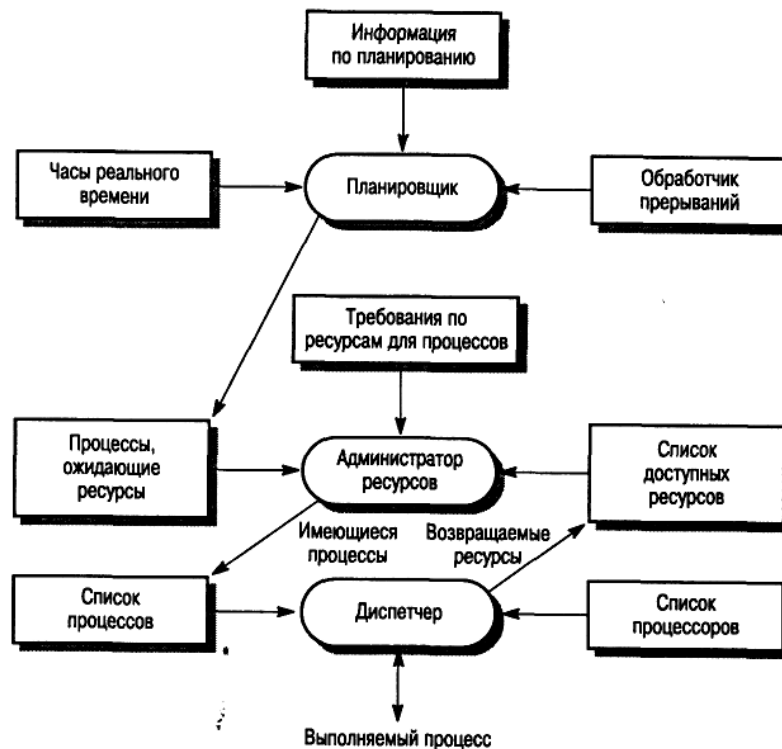 Информация
по планированию
Часы реального
времени
Планировщик
Обработчик
прерываний
Требования по
ресурсам для процессов
Процессы,
ожидающие
ресурсы
Администратор
ресурсов
Список
доступных
ресурсов
Имеющиеся
процессы
Возвращаемые
ресурсы
Список
процессов
Диспетчер
Список
процессоров
Выполняемый процесс